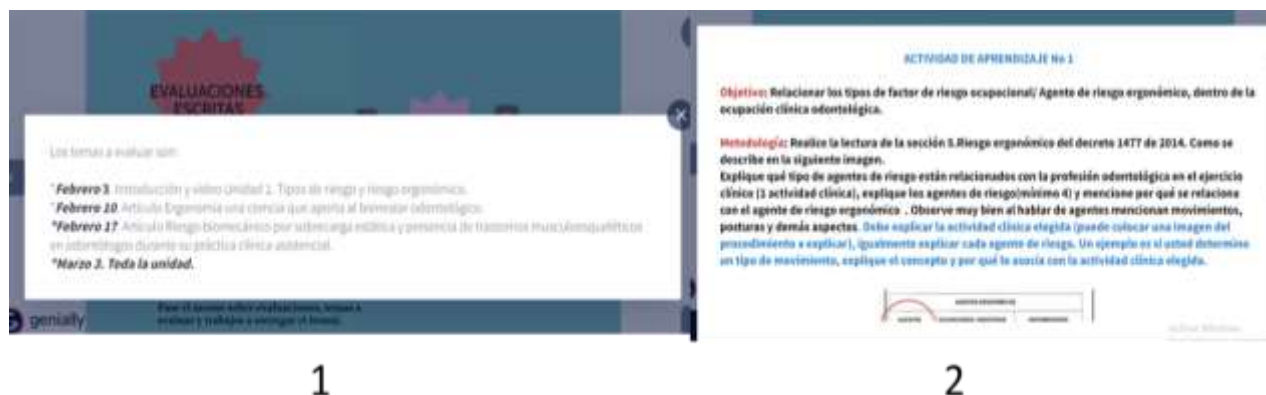 EVALUACIONES
ESCRITAS
Los temas a evaluar son:
*Febrero 3. Introducción y video unidad 1. Tipos de riesgo y riesgo ergonómico.
*Febrero 10. Artículo Ergonomía una ciencia que aporta al bienestar odontológico.
*Febrero 17. Artículo Riesgo biomecánico por sobrecarga estática y presencia de trastornos musculoesqueléticos
en odontólogos durante su práctica clínica asistencial.
*Marzo 3. Toda la unidad.
evaluar y trabajos a entregar el formal.
genially
1
ACTIVIDAD DE APRENDIZAJE No 1
Objetivo: Relacionar los tipos de factor de riesgo ocupacional/ Agente de riesgo ergonómico, dentro de la
ocupación clínica odontológica.
Metodología: Realice la lectura de la sección 5.Riesgo ergonómico del decreto 1477 de 2014. Como se
describe en la siguiente imagen.
Explique qué tipo de agentes de riesgo están relacionados con la profesión odontológica en el ejercicio
clínico (1 actividad clínica), explique los agentes de riesgo(mínimo 4) y mencione por qué se relaciona
con el agente de riesgo ergonómico . Observe muy bien al hablar de agentes mencionan movimientos,
posturas y demás aspectos. Debe explicar la actividad clínica elegida (puede colocar una imagen del
procedimiento a explicar), igualmente explicar cada agente de riesgo. Un ejemplo es si usted determino
un tipo de movimiento, explique el concepto y por qué lo asocia con la actividad clínica elegida.
AGENTES ERGONÓMICOS
AGENTES
2